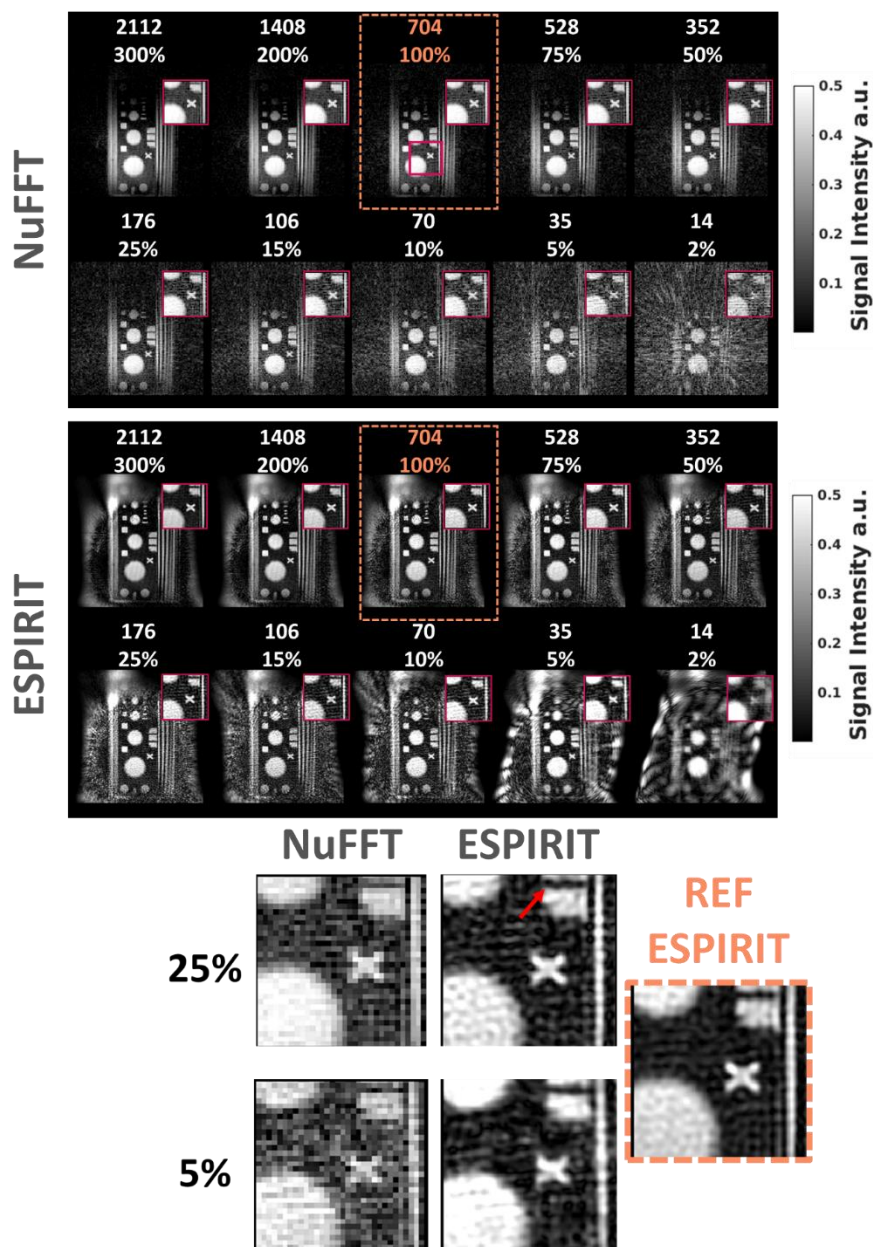 NuFFT
2112 1408 704 528 352
300% 200% 100% 75% 50%
176 106 70 35 14
25% 15% 10% 5% 2%
0.5
0.4
0.3
0.2
0.1
Signal Intensity a.u.
ESPIRIT
2112 1408 704 528 352
300% 200% 100% 75% 50%
176 106 70 35 14
25% 15% 10% 5% 2%
0.5
0.4
0.3
0.2
0.1
Signal Intensity a.u.
NuFFT ESPIRIT
REF
ESPIRIT
25%
5%